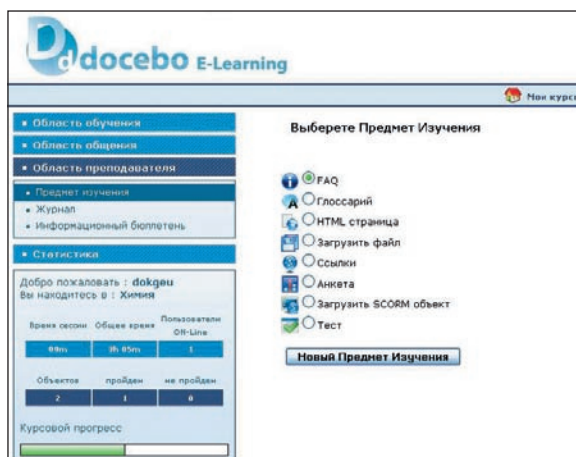 docebo E-Learning
Мои курсы
Область обучения
Область общения
Область преподавателя
Предмет изучения
Журнал
Информационный бюллетень
Статистика
Добро пожаловать : dokgeu
Вы находитесь в : Химия
Время сессии Общее время Пользователи ON-Line
00m 1h 05m 1
Объектов пройден не пройден
2 1 0
Курсовой прогресс
Выберете Предмет Изучения
FAQ
Глоссарий
HTML страница
Загрузить файл
Ссылки
Анкета
Загрузить SCORM объект
Тест
Новый Предмет Изучения